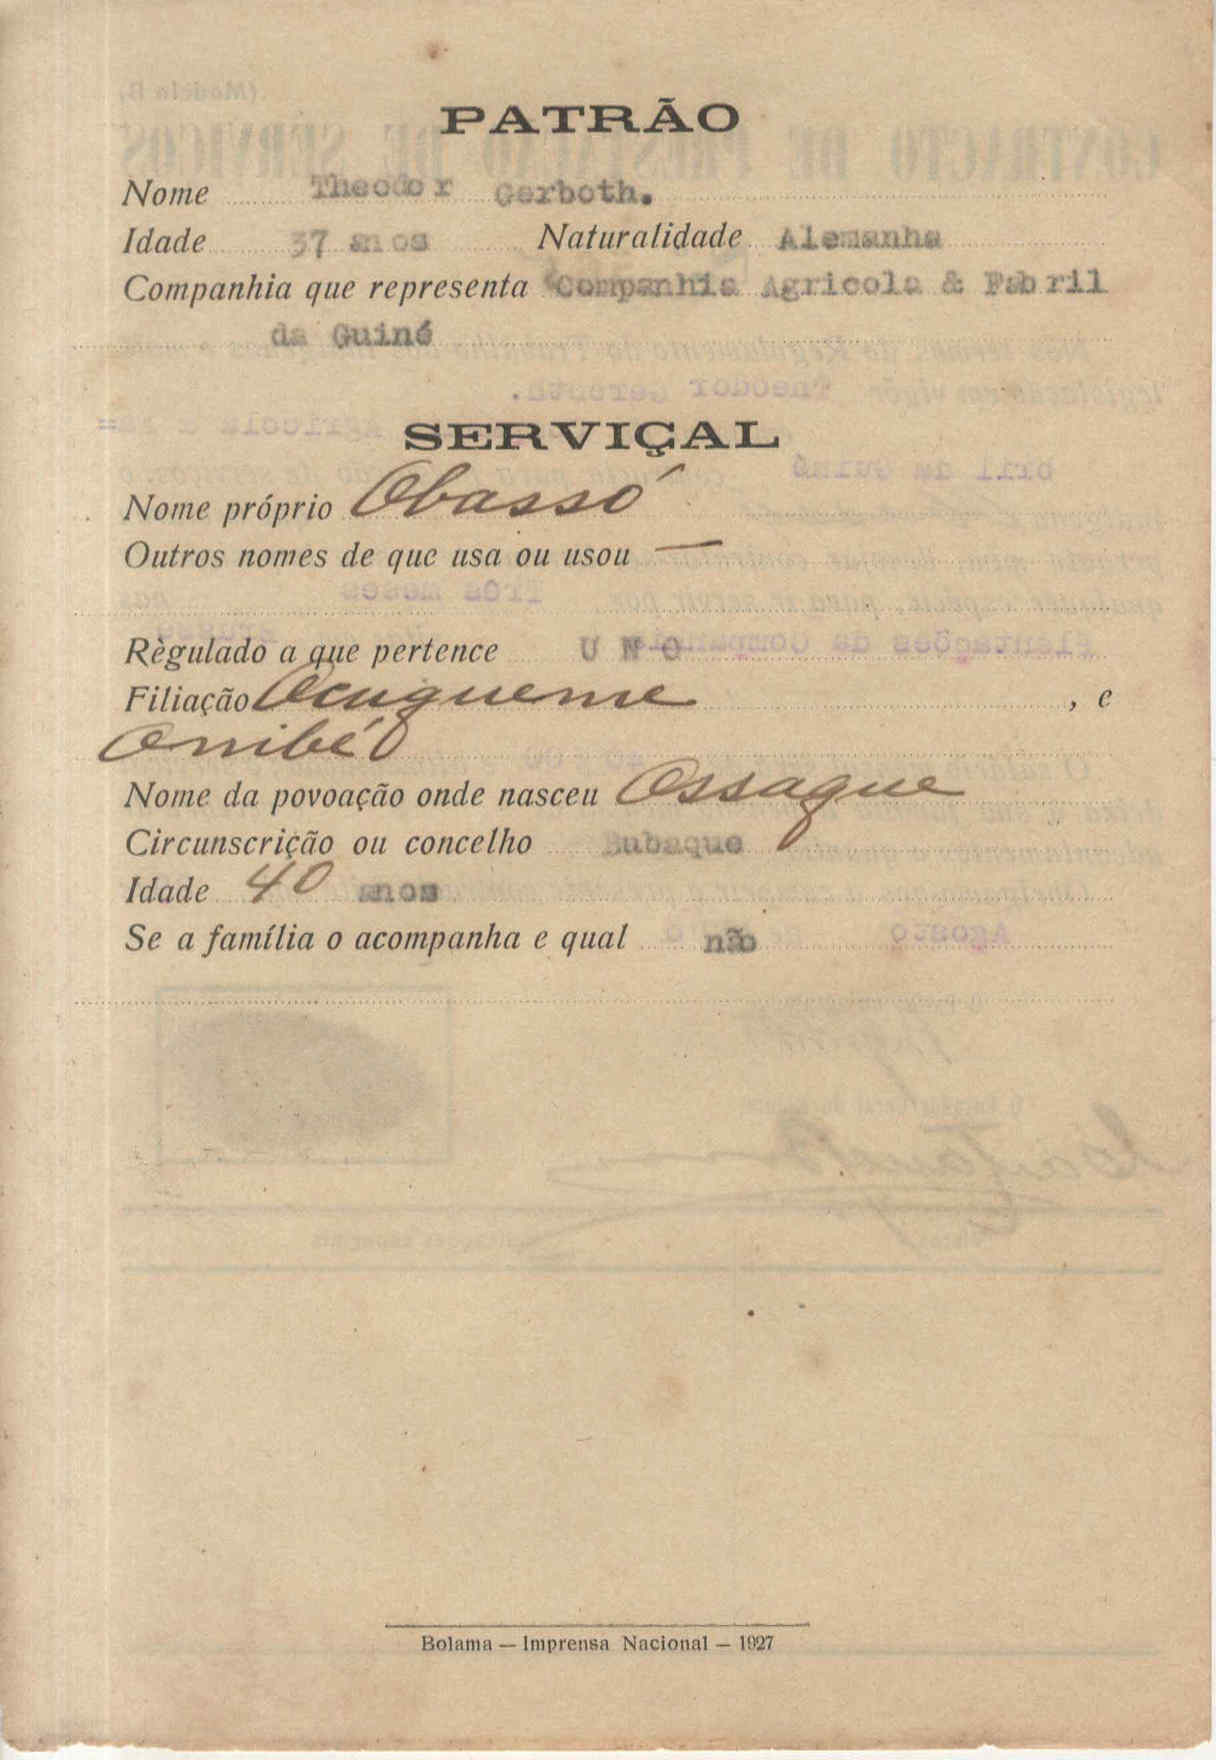 PATRÃO
Nome Theodor Gerboth.
Idade 37 anos Naturalidade Alemanha
Companhia que representa Companhia Agricola & Fabril
da Guiné
SERVIÇAL
Nome próprio Obassó
Outros nomes de que usa ou usou —
Règulado a que pertence UNO
Filiação Ocugueme, e
Onibé
Nome da povoação onde nasceu Ossague
Circunscrição ou concelho Bubaque
Idade 40 anos
Se a família o acompanha e qual não
Bolama — Imprensa Nacional — 1927